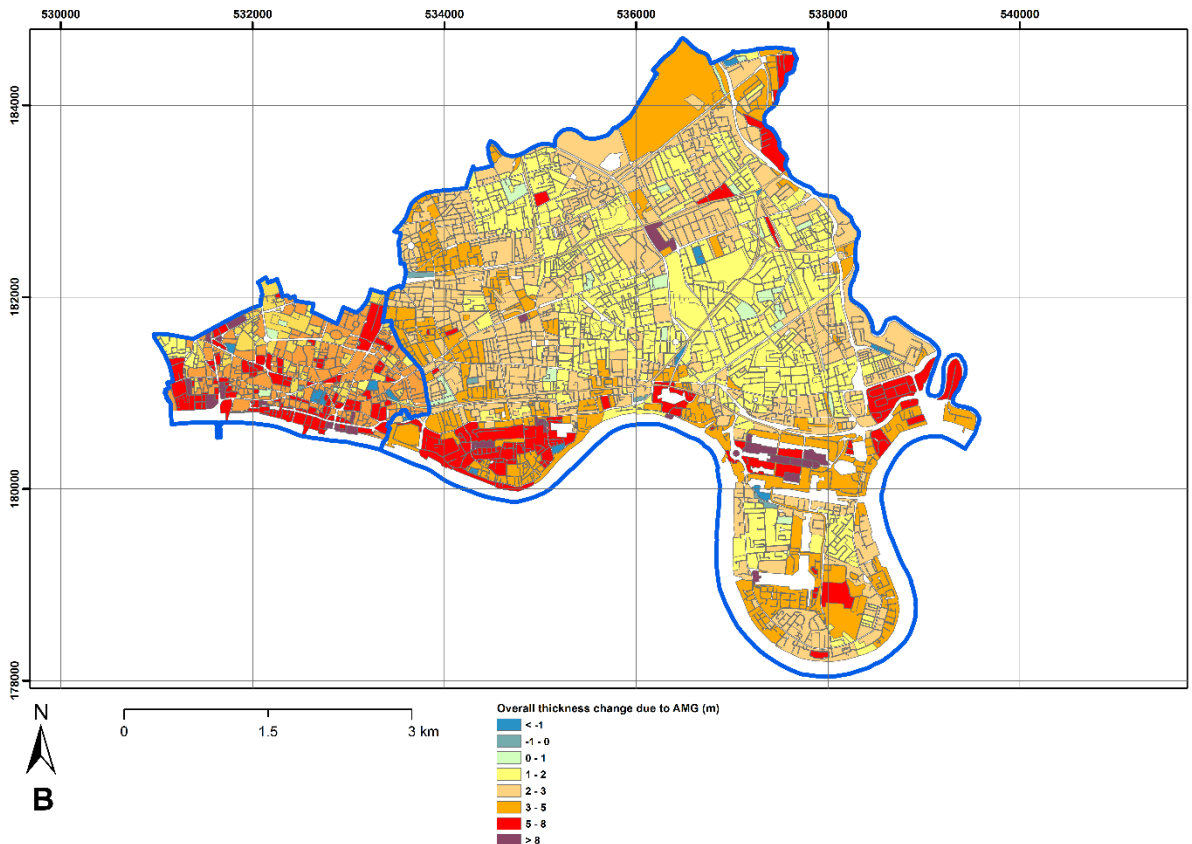 530000 532000 534000 536000 538000 540000
184000
182000
180000
178000
N
B
0 1.5 3 km
Overall thickness change due to AMG (m)
< -1
-1 - 0
0 - 1
1 - 2
2 - 3
3 - 5
5 - 8
> 8